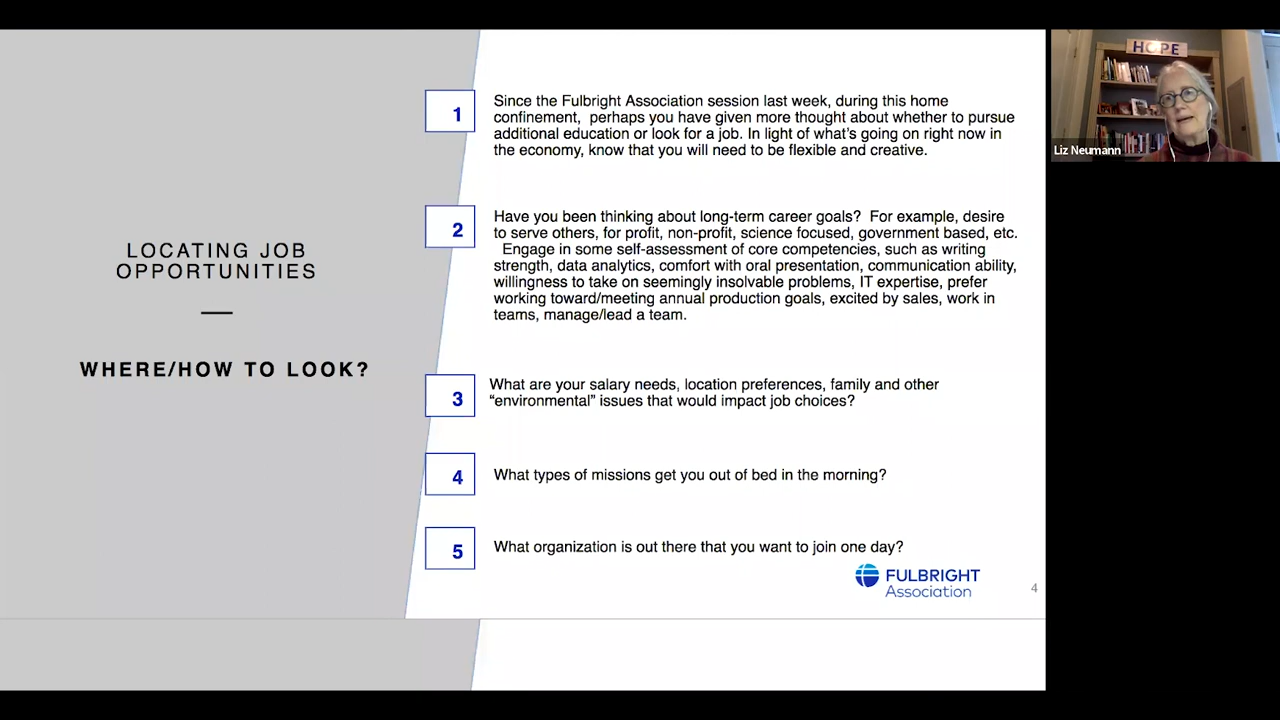 LOCATING JOB
OPPORTUNITIES
WHERE/HOW TO LOOK?
1
Since the Fulbright Association session last week, during this home
confinement, perhaps you have given more thought about whether to pursue
additional education or look for a job. In light of what's going on right now in
the economy, know that you will need to be flexible and creative.
2
Have you been thinking about long-term career goals? For example, desire
to serve others, for profit, non-profit, science focused, government based, etc.
Engage in some self-assessment of core competencies, such as writing
strength, data analytics, comfort with oral presentation, communication ability,
willingness to take on seemingly insolvable problems, IT expertise, prefer
working toward/meeting annual production goals, excited by sales, work in
teams, manage/lead a team.
3
What are your salary needs, location preferences, family and other
“environmental” issues that would impact job choices?
4
What types of missions get you out of bed in the morning?
5
What organization is out there that you want to join one day?
FULBRIGHT
Association
4
HOPE
Liz Neumann